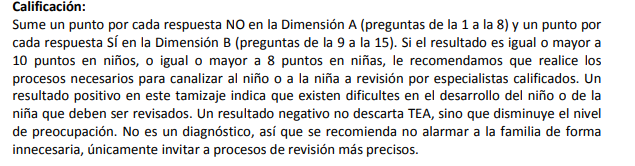 Calificación:
Sume un punto por cada respuesta NO en la Dimensión A (preguntas de la 1 a la 8) y un punto por
cada respuesta SÍ en la Dimensión B (preguntas de la 9 a la 15). Si el resultado es igual o mayor a
10 puntos en niños, o igual o mayor a 8 puntos en niñas, le recomendamos que realice los
procesos necesarios para canalizar al niño o a la niña a revisión por especialistas calificados. Un
resultado positivo en este tamizaje indica que existen dificultes en el desarrollo del niño o de la
niña que deben ser revisados. Un resultado negativo no descarta TEA, sino que disminuye el nivel
de preocupación. No es un diagnóstico, así que se recomienda no alarmar a la familia de forma
innecesaria, únicamente invitar a procesos de revisión más precisos.